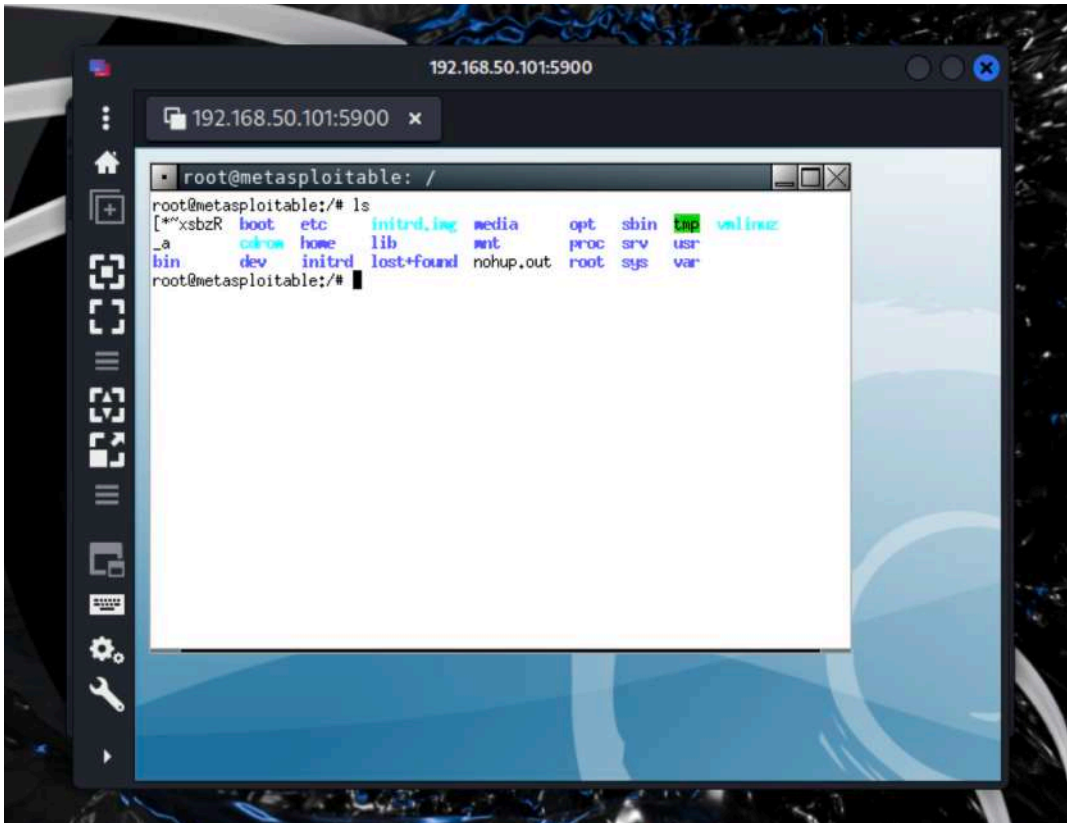 192.168.50.101:5900
192.168.50.101:5900
root@metasploitable: /
root@metasploitable:/# ls
[*~xsbzR boot etc initrd.img media opt sbin tmp vmlinuz
_a cdrom home lib mnt proc srv usr
bin dev initrd lost+found nohup.out root sys var
root@metasploitable:/#